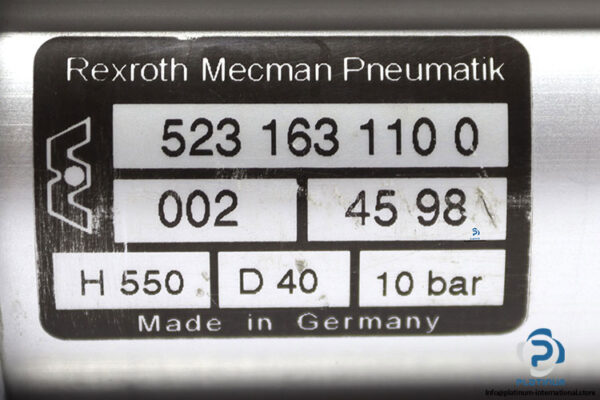 Rexroth Mecman Pneumatik
523 163 110 0
002
45 98
H 550
D 40
10 bar
Made in Germany
PLATINUM
info@platinum-international.store